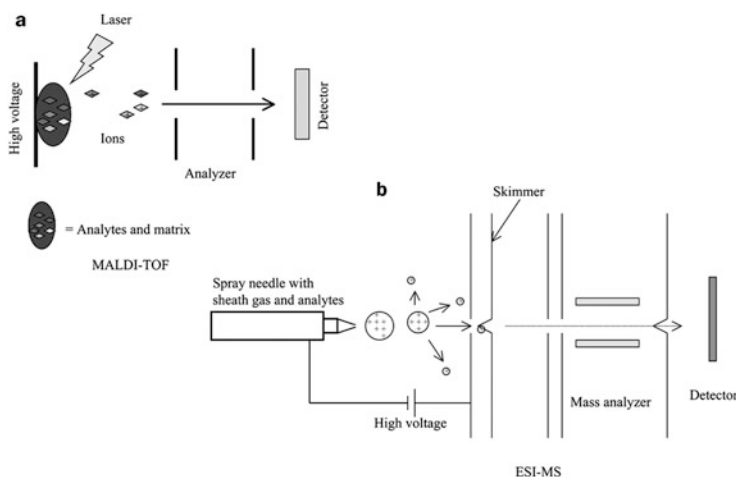 a
Laser
High voltage
Ions
Analyzer
Detector
= Analytes and matrix
MALDI-TOF
b
Skimmer
Spray needle with
sheath gas and analytes
High voltage
Mass analyzer
Detector
ESI-MS